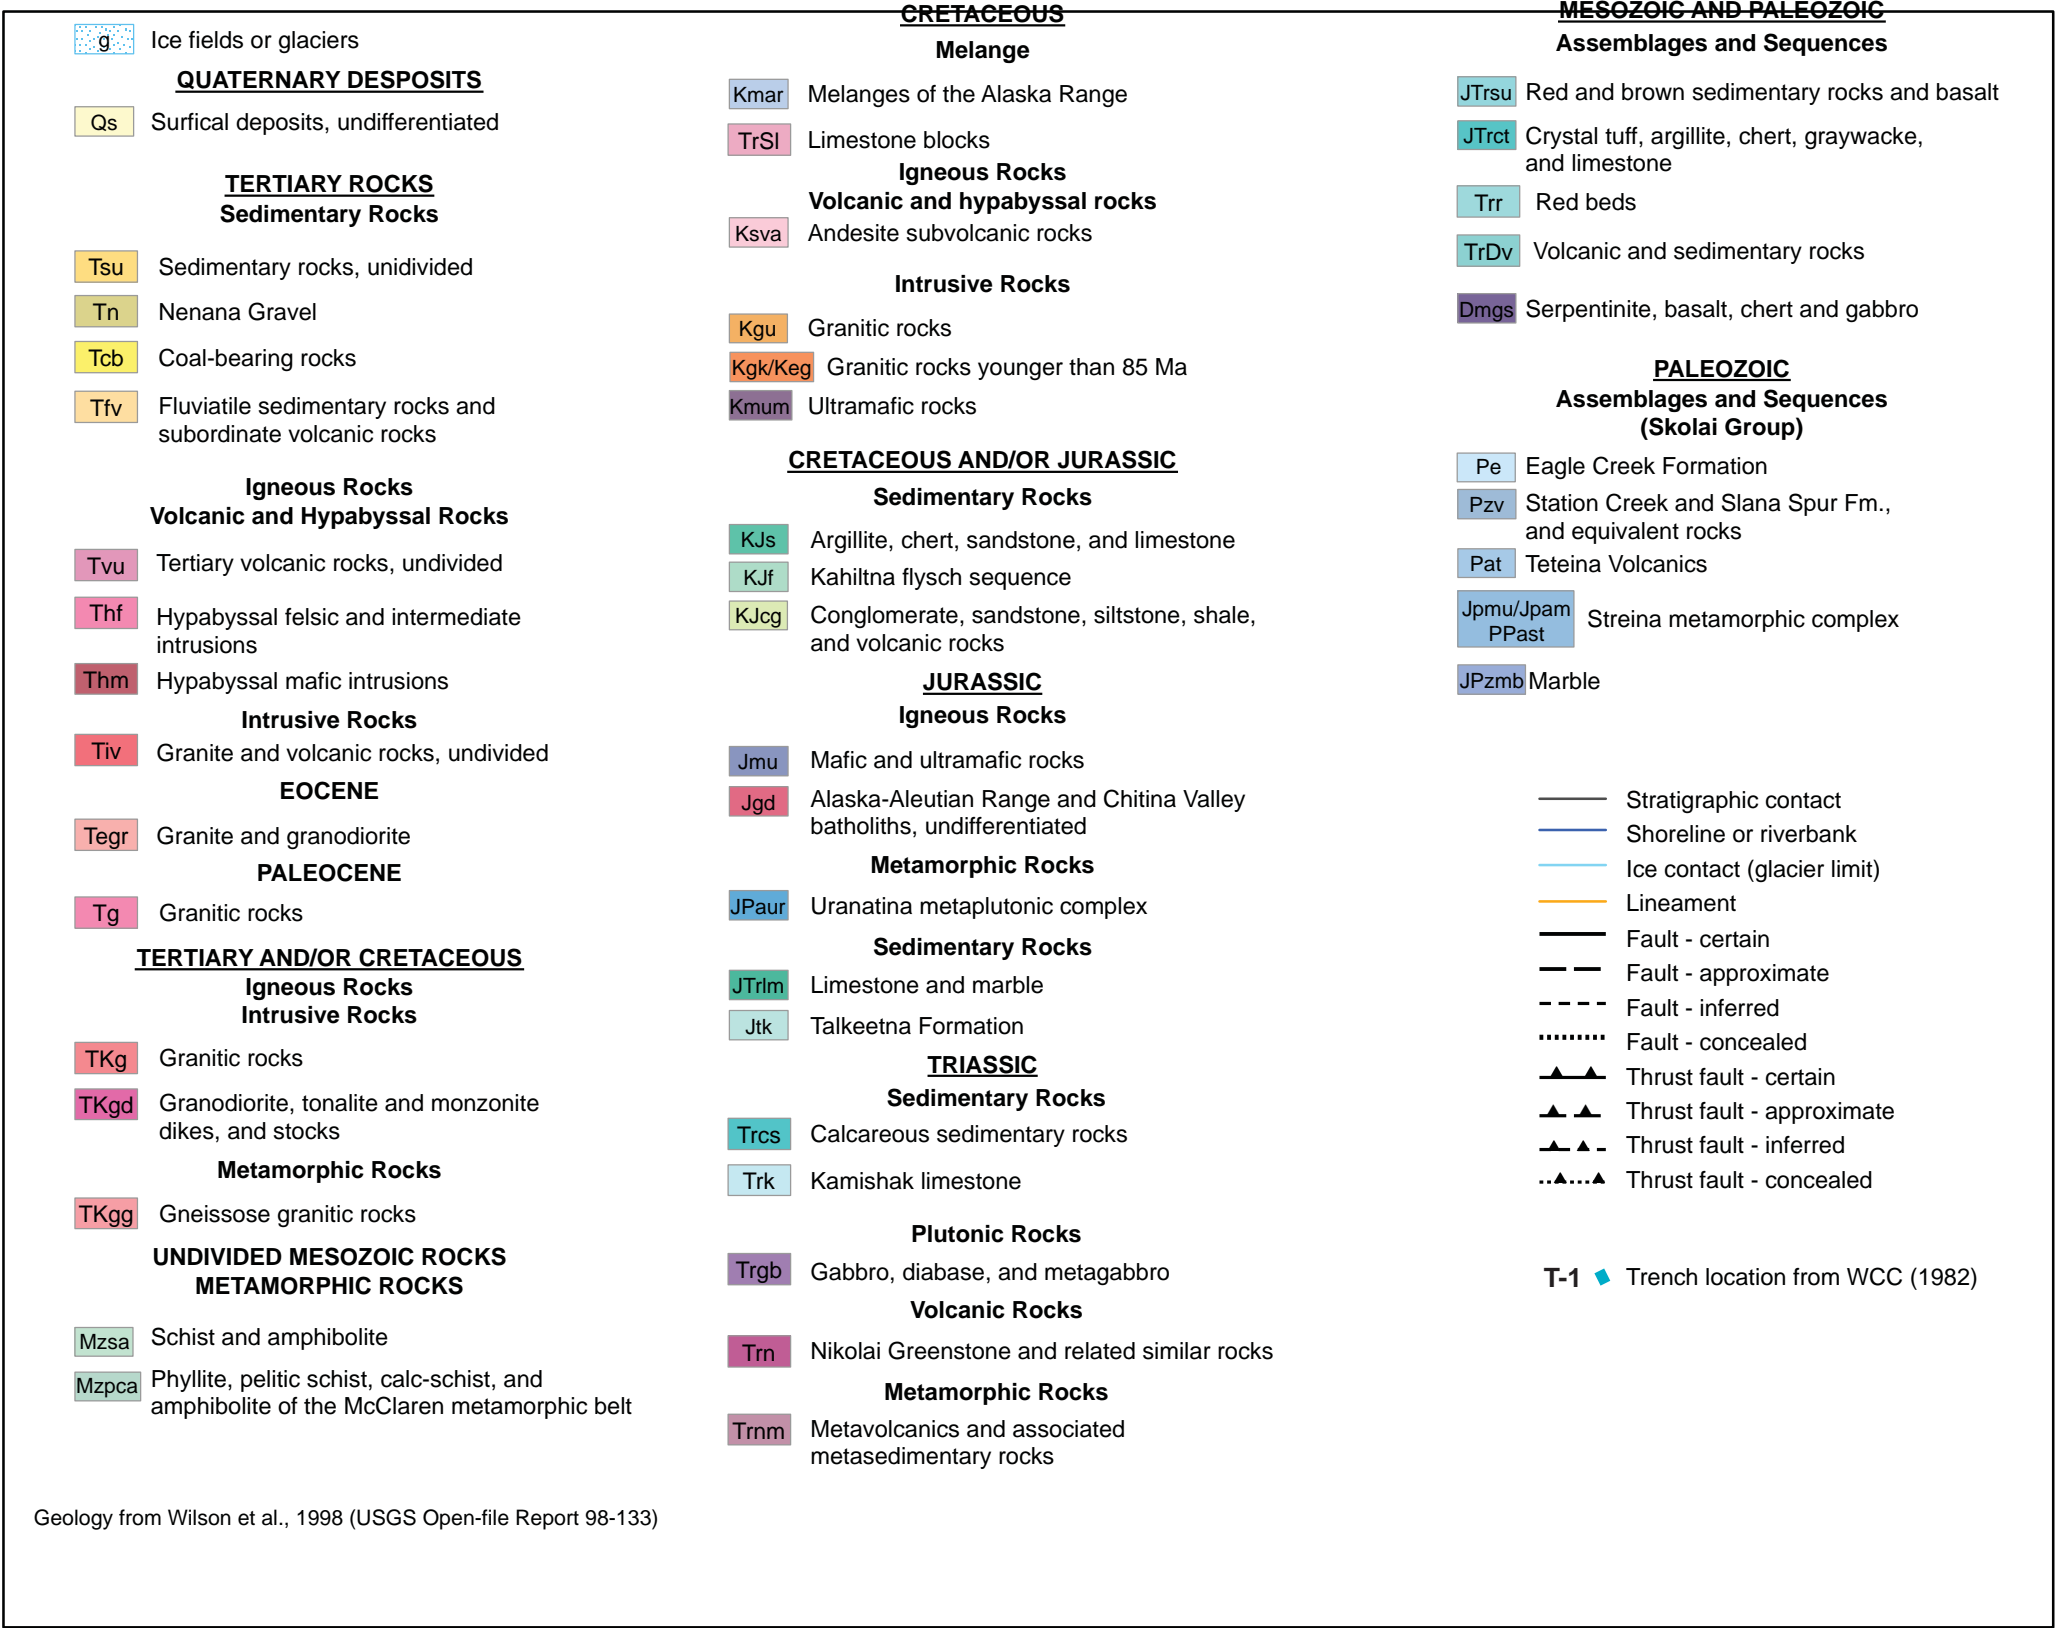 g Ice fields or glaciers
QUATERNARY DESPOSITS
Qs Surfical deposits, undifferentiated
TERTIARY ROCKS
Sedimentary Rocks
Tsu Sedimentary rocks, unidivided
Tn Nenana Gravel
Tcb Coal-bearing rocks
Tfv Fluviatile sedimentary rocks and
subordinate volcanic rocks
Igneous Rocks
Volcanic and Hypabyssal Rocks
Tvu Tertiary volcanic rocks, undivided
Thf Hypabyssal felsic and intermediate
intrusions
Thm Hypabyssal mafic intrusions
Intrusive Rocks
Tiv Granite and volcanic rocks, undivided
EOCENE
Tegr Granite and granodiorite
PALEOCENE
Tg Granitic rocks
TERTIARY AND/OR CRETACEOUS
Igneous Rocks
Intrusive Rocks
TKg Granitic rocks
TKgd Granodiorite, tonalite and monzonite
dikes, and stocks
Metamorphic Rocks
TKgg Gneissose granitic rocks
UNDIVIDED MESOZOIC ROCKS
METAMORPHIC ROCKS
Mzsa Schist and amphibolite
Mzpca Phyllite, pelitic schist, calc-schist, and
amphibolite of the McClaren metamorphic belt
Geology from Wilson et al., 1998 (USGS Open-file Report 98-133)
CRETACEOUS
Melange
Kmar Melanges of the Alaska Range
TrSl Limestone blocks
Igneous Rocks
Volcanic and hypabyssal rocks
Ksva Andesite subvolcanic rocks
Intrusive Rocks
Kgu Granitic rocks
Kgk/Keg Granitic rocks younger than 85 Ma
Kmum Ultramafic rocks
CRETACEOUS AND/OR JURASSIC
Sedimentary Rocks
KJs Argillite, chert, sandstone, and limestone
KJf Kahiltna flysch sequence
KJcg Conglomerate, sandstone, siltstone, shale,
and volcanic rocks
JURASSIC
Igneous Rocks
Jmu Mafic and ultramafic rocks
Jgd Alaska-Aleutian Range and Chitina Valley
batholiths, undifferentiated
Metamorphic Rocks
JPaur Uranatina metaplutonic complex
Sedimentary Rocks
JTrlm Limestone and marble
Jtk Talkeetna Formation
TRIASSIC
Sedimentary Rocks
Trcs Calcareous sedimentary rocks
Trk Kamishak limestone
Plutonic Rocks
Trgb Gabbro, diabase, and metagabbro
Volcanic Rocks
Trn Nikolai Greenstone and related similar rocks
Metamorphic Rocks
Trnm Metavolcanics and associated
metasedimentary rocks
MESOZOIC AND PALEOZOIC
Assemblages and Sequences
JTrsu Red and brown sedimentary rocks and basalt
JTrct Crystal tuff, argillite, chert, graywacke,
and limestone
Trr Red beds
TrDv Volcanic and sedimentary rocks
Dmgs Serpentinite, basalt, chert and gabbro
PALEOZOIC
Assemblages and Sequences
(Skolai Group)
Pe Eagle Creek Formation
Pzv Station Creek and Slana Spur Fm.,
and equivalent rocks
Pat Teteina Volcanics
Jpmu/Jpam
PPast Streina metamorphic complex
JPzmb Marble
Stratigraphic contact
Shoreline or riverbank
Ice contact (glacier limit)
Lineament
Fault - certain
Fault - approximate
Fault - inferred
Fault - concealed
Thrust fault - certain
Thrust fault - approximate
Thrust fault - inferred
Thrust fault - concealed
T-1 Trench location from WCC (1982)